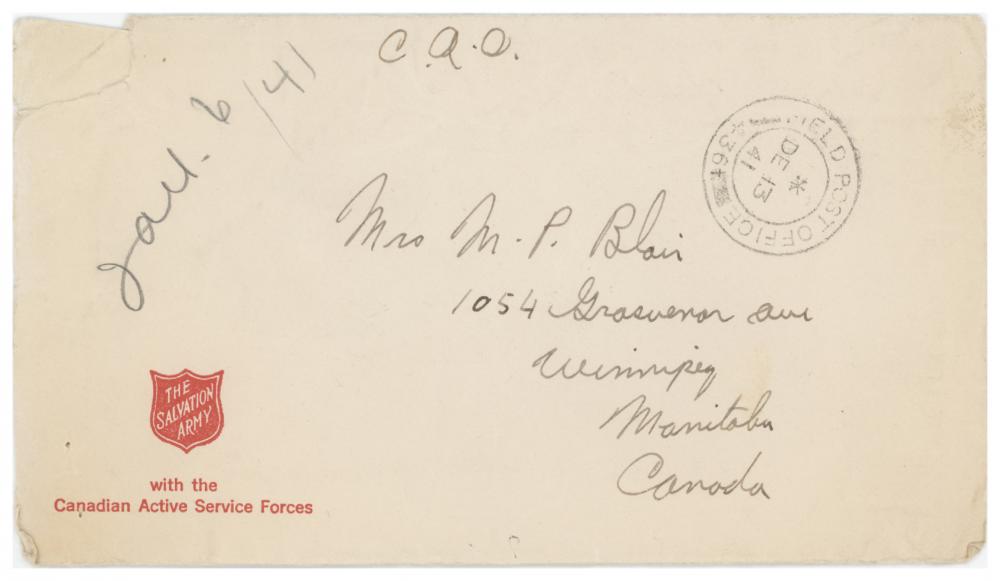 C.A.O.
Jan. 6/41
FIELD POST OFFICE
* 36 *
*
DE 13
41
Mrs M. P. Blair
1054 Grosvenor Ave
Winnipeg
Manitoba
Canada
THE
SALVATION
ARMY
with the
Canadian Active Service Forces